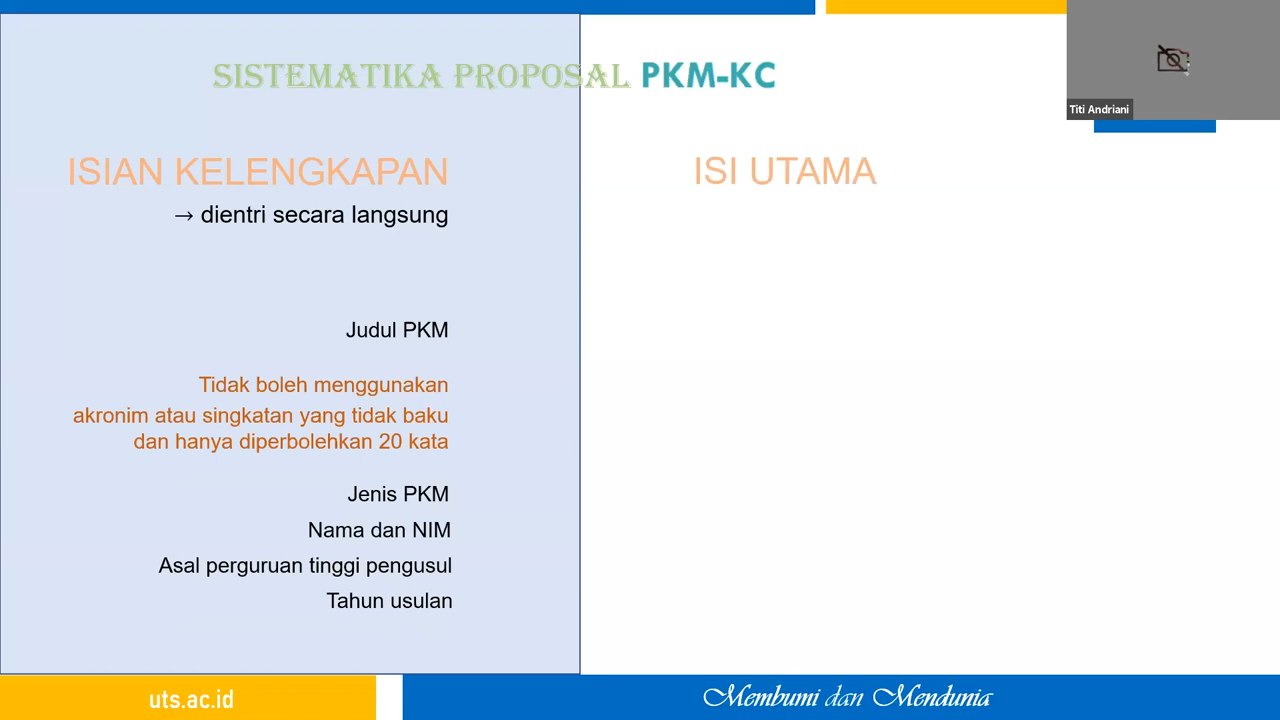 SISTEMATIKA PROPOSAL PKM-KC
Titi Andriani
ISIAN KELENGKAPAN
→ dientri secara langsung
Judul PKM
Tidak boleh menggunakan
akronim atau singkatan yang tidak baku
dan hanya diperbolehkan 20 kata
Jenis PKM
Nama dan NIM
Asal perguruan tinggi pengusul
Tahun usulan
ISI UTAMA
uts.ac.id
Membumi dan Mendunia